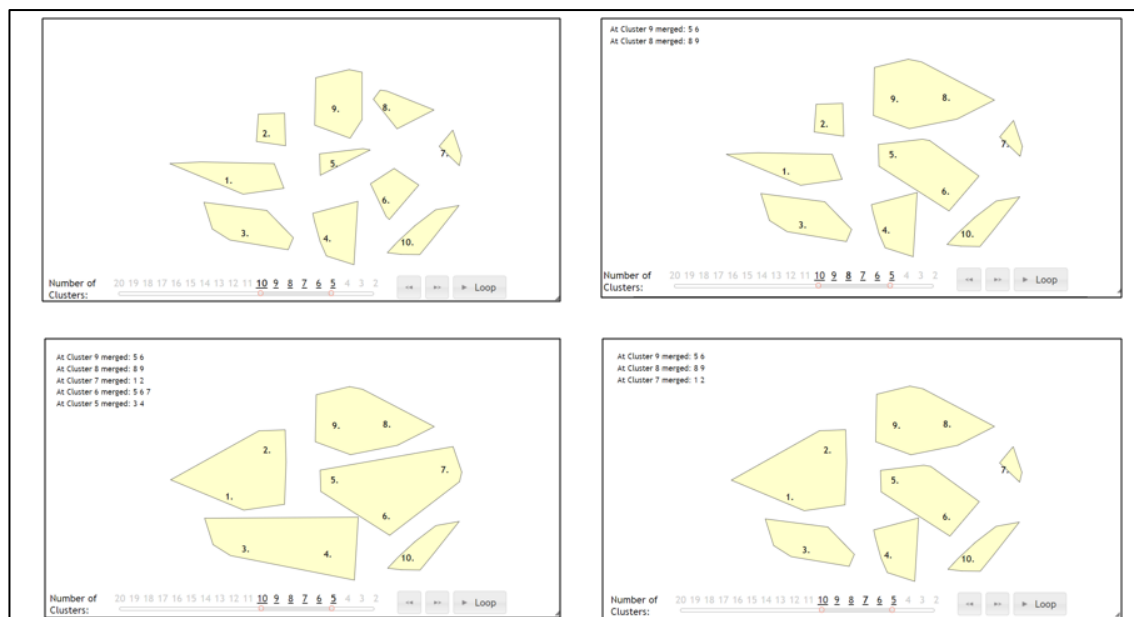 9.
8.
2.
7.
5.
1.
6.
3.
4.
10.
Number of Clusters: 20 19 18 17 16 15 14 13 12 11 10 9 8 7 6 5 4 3 2
Loop
At Cluster 9 merged: 5 6
At Cluster 8 merged: 8 9
9. 8.
2.
7.
5.
1.
6.
3.
4.
10.
Number of Clusters: 20 19 18 17 16 15 14 13 12 11 10 9 8 7 6 5 4 3 2
Loop
At Cluster 9 merged: 5 6
At Cluster 8 merged: 8 9
At Cluster 7 merged: 1 2
At Cluster 6 merged: 5 6 7
At Cluster 5 merged: 3 4
9. 8.
2.
7.
5.
1.
6.
3. 4.
10.
Number of Clusters: 20 19 18 17 16 15 14 13 12 11 10 9 8 7 6 5 4 3 2
Loop
At Cluster 9 merged: 5 6
At Cluster 8 merged: 8 9
At Cluster 7 merged: 1 2
9. 8.
2.
7.
5.
1.
6.
3.
4.
10.
Number of Clusters: 20 19 18 17 16 15 14 13 12 11 10 9 8 7 6 5 4 3 2
Loop